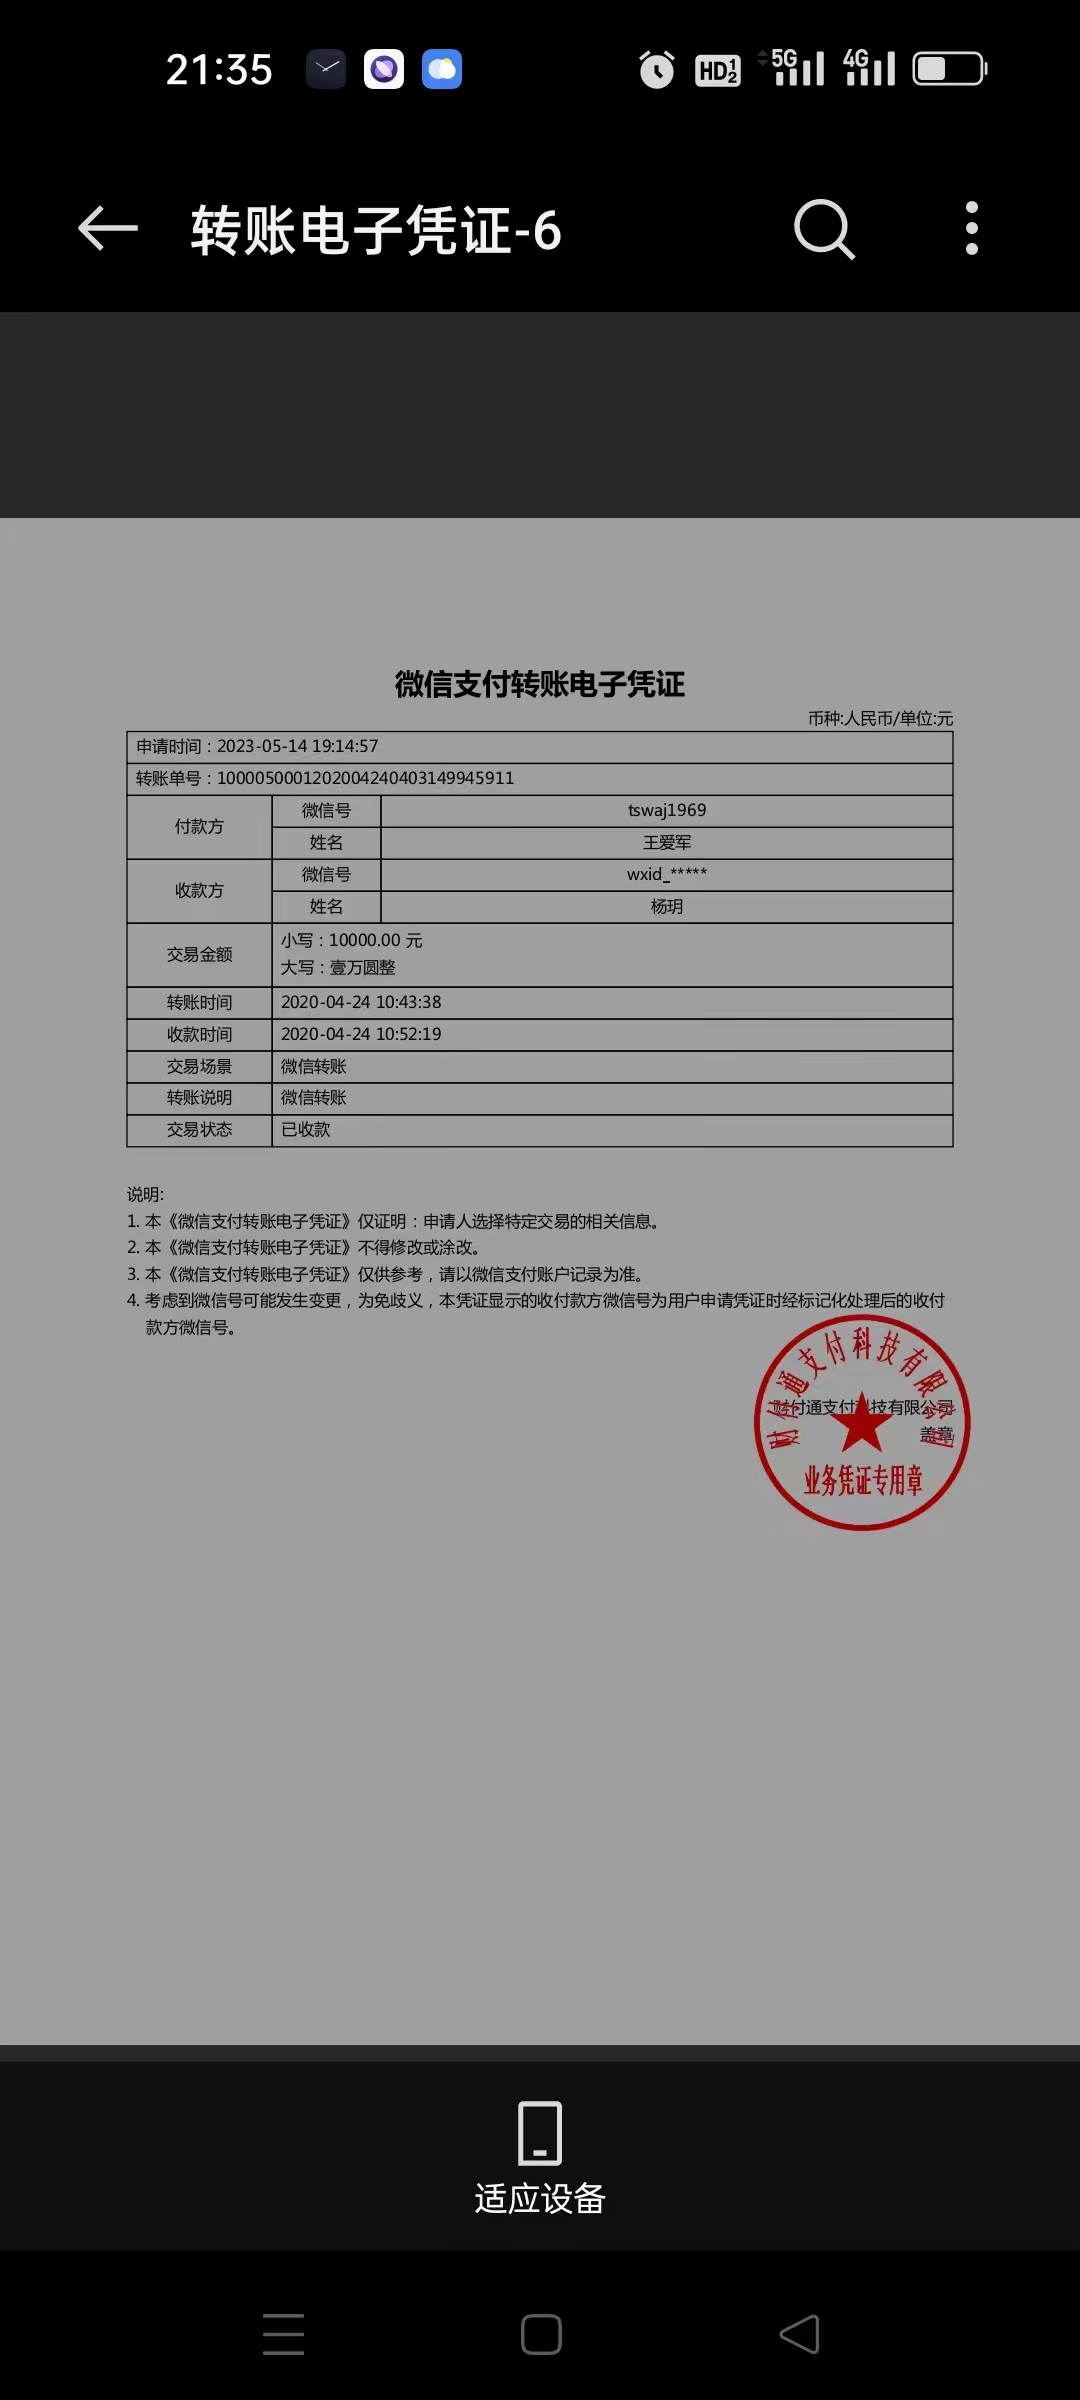 21:35
HD 1 2
5G
4G
转账电子凭证-6
微信支付转账电子凭证
币种:人民币/单位:元
申请时间：2023-05-14 19:14:57
转账单号：1000050001202004240403149945911
付款方
微信号
tswaj1969
姓名
王爱军
收款方
微信号
wxid_*****
姓名
杨玥
交易金额
小写：10000.00 元
大写：壹万圆整
转账时间
2020-04-24 10:43:38
收款时间
2020-04-24 10:52:19
交易场景
微信转账
转账说明
微信转账
交易状态
已收款
说明:
1. 本《微信支付转账电子凭证》仅证明：申请人选择特定交易的相关信息。
2. 本《微信支付转账电子凭证》不得修改或涂改。
3. 本《微信支付转账电子凭证》仅供参考，请以微信支付账户记录为准。
4. 考虑到微信号可能发生变更，为免歧义，本凭证显示的收付款方微信号为用户申请凭证时经标记化处理后的收付
款方微信号。
财付通支付科技有限公司
财付通支付科技有限公司
盖章
业务凭证专用章
适应设备